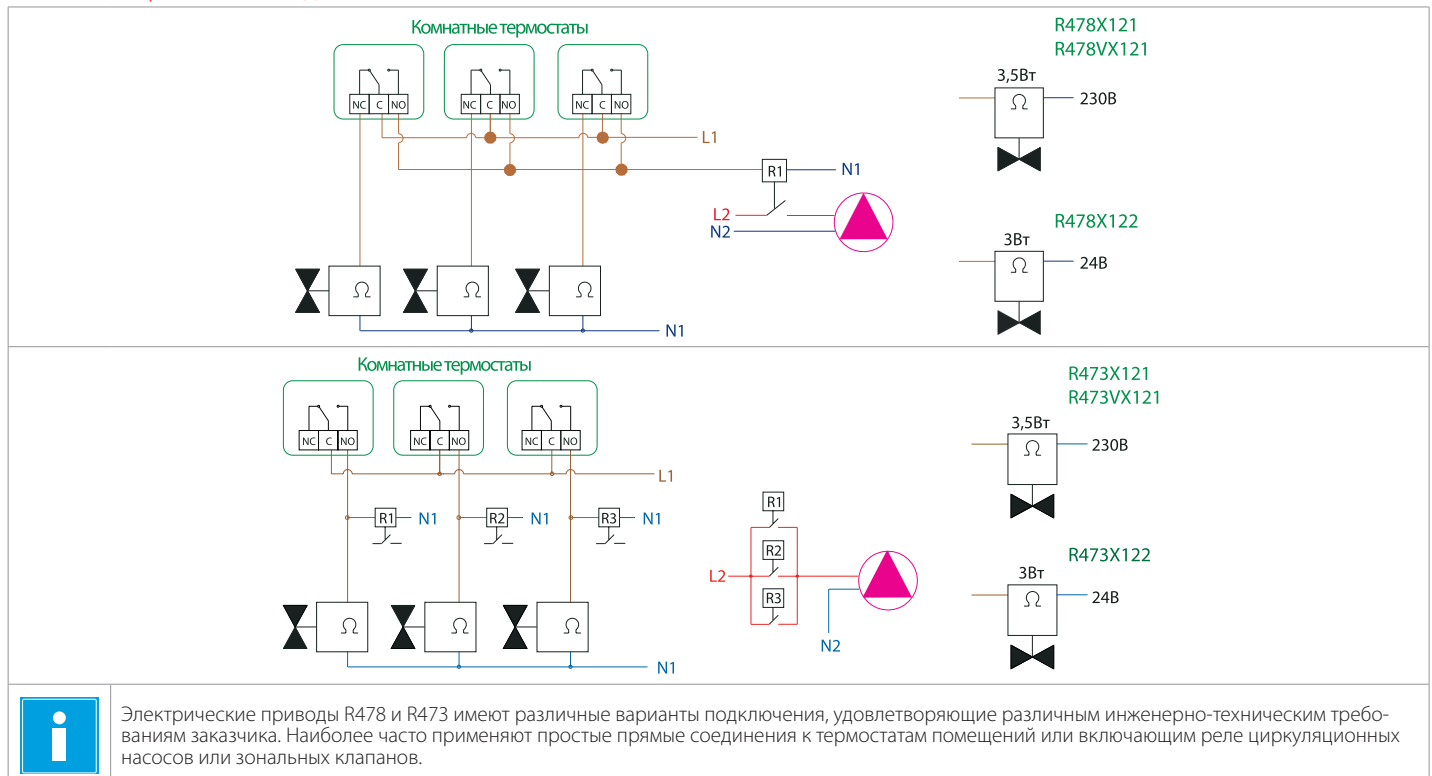 Комнатные термостаты
NC C NO NC C NO NC C NO
L1
R1 N1
L2
N2
Ω Ω Ω
N1
R478X121
R478VX121
3,5Вт
Ω 230В
R478X122
3Вт
Ω 24В
Комнатные термостаты
NC C NO NC C NO NC C NO
L1
R1 N1 R2 N1 R3 N1
Ω Ω Ω
N1
R1
R2
L2
R3
N2
R473X121
R473VX121
3,5Вт
Ω 230В
R473X122
3Вт
Ω 24В
i
Электрические приводы R478 и R473 имеют различные варианты подключения, удовлетворяющие различным инженерно-техническим требо-
ваниям заказчика. Наиболее часто применяют простые прямые соединения к термостатам помещений или включающим реле циркуляционных
насосов или зональных клапанов.